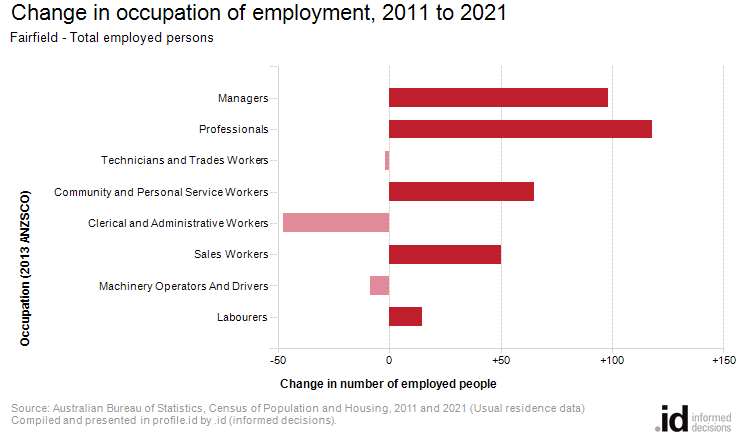 Change in occupation of employment, 2011 to 2021
Fairfield - Total employed persons
Occupation (2013 ANZSCO)
Managers
Professionals
Technicians and Trades Workers
Community and Personal Service Workers
Clerical and Administrative Workers
Sales Workers
Machinery Operators And Drivers
Labourers
-50 0 +50 +100 +150
Change in number of employed people
Source: Australian Bureau of Statistics, Census of Population and Housing, 2011 and 2021 (Usual residence data)
Compiled and presented in profile.id by .id (informed decisions).
.id informed
decisions